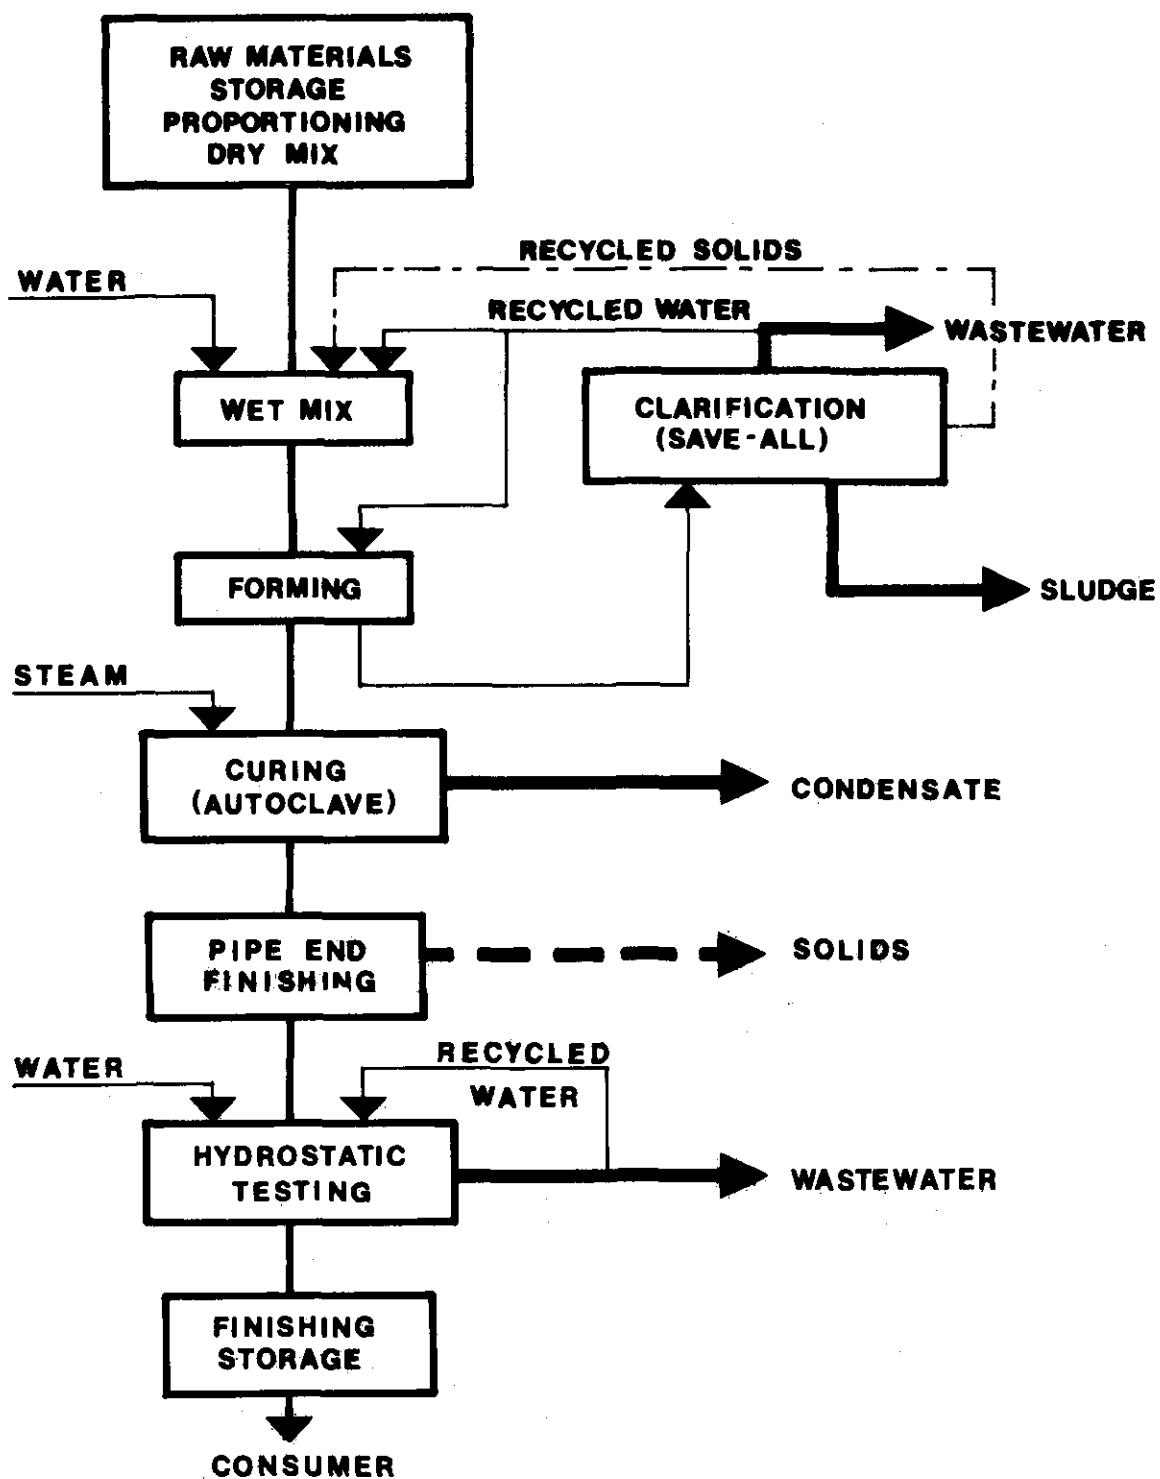 RAW MATERIALS
STORAGE
PROPORTIONING
DRY MIX
RECYCLED SOLIDS
WATER
RECYCLED WATER
WASTEWATER
WET MIX
CLARIFICATION
(SAVE-ALL)
FORMING
SLUDGE
STEAM
CURING
(AUTOCLAVE)
CONDENSATE
PIPE END
FINISHING
SOLIDS
WATER
RECYCLED
WATER
HYDROSTATIC
TESTING
WASTEWATER
FINISHING
STORAGE
CONSUMER